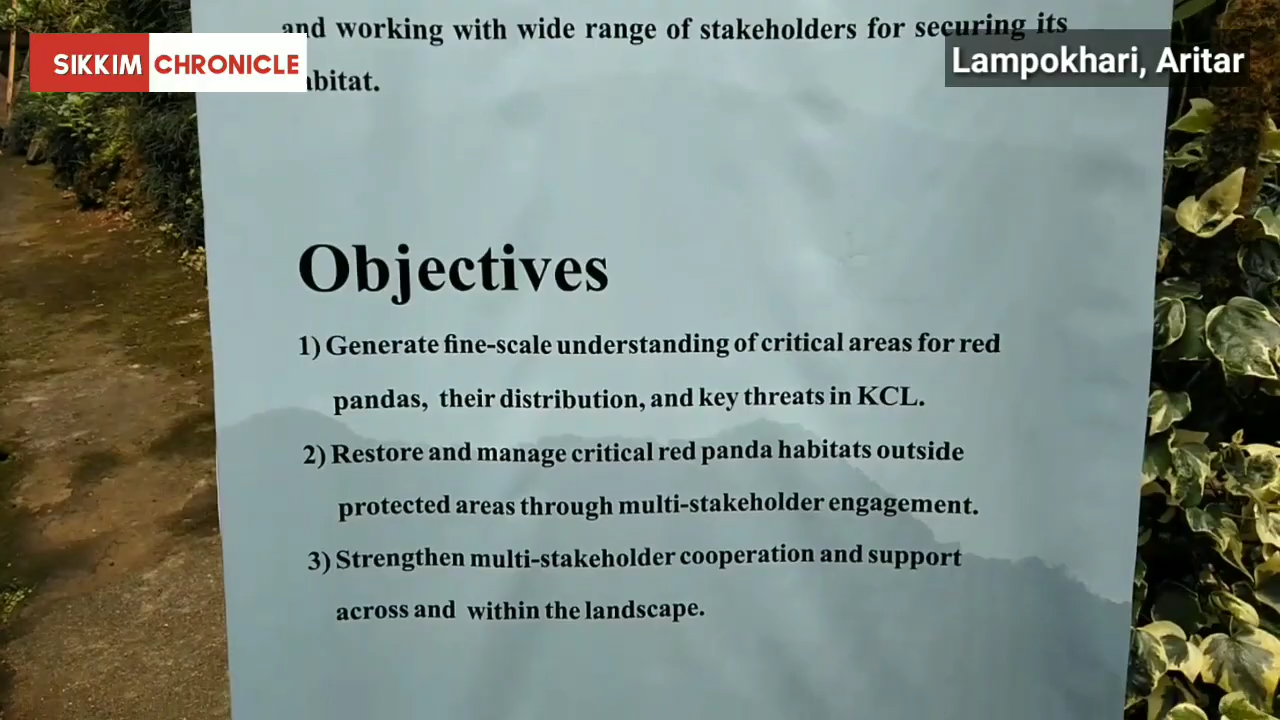 and working with wide range of stakeholders for securing its
SIKKIM CHRONICLE
Lampokhari, Aritar
abitat.
Objectives
1) Generate fine-scale understanding of critical areas for red
pandas, their distribution, and key threats in KCL.
2) Restore and manage critical red panda habitats outside
protected areas through multi-stakeholder engagement.
3) Strengthen multi-stakeholder cooperation and support
across and within the landscape.